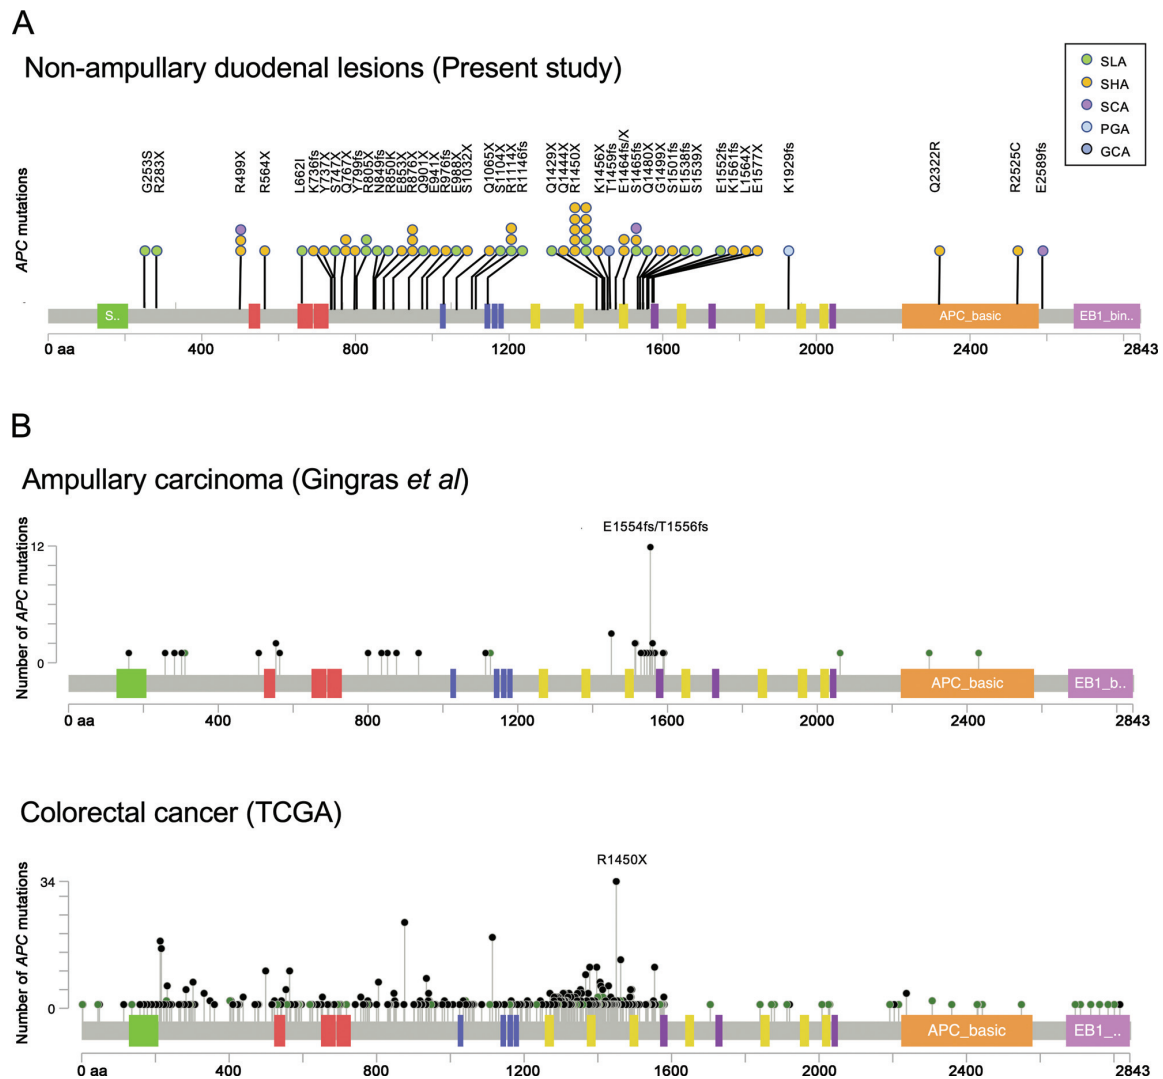 A
Non-ampullary duodenal lesions (Present study)
SLA
SHA
SCA
PGA
GCA
APC mutations
G253S
R283X
R499X
R564X
L662I
K736fs
Y737X
S747X
Q767X
Y799fs
R805X
N849fs
R850K
E853X
R876X
Q901X
E941X
R976fs
E988X
S1032X
Q1065X
S1104X
R1114X
R1146fs
Q1429X
Q1444X
R1450X
K1456X
T1459fs
E1464fs/X
S1465fs
Q1480X
G1499X
S1501fs
E1538fs
S1539X
E1552fs
K1561fs
L1564X
E1577X
K1929fs
Q2322R
R2525C
E2589fs
S..
APC_basic
EB1_bin..
0 aa 400 800 1200 1600 2000 2400 2843
B
Ampullary carcinoma (Gingras et al)
Number of APC mutations
E1554fs/T1556fs
12
0
APC_basic
EB1_b..
0 aa 400 800 1200 1600 2000 2400 2843
Colorectal cancer (TCGA)
Number of APC mutations
R1450X
34
0
APC_basic
EB1_..
0 aa 400 800 1200 1600 2000 2400 2843